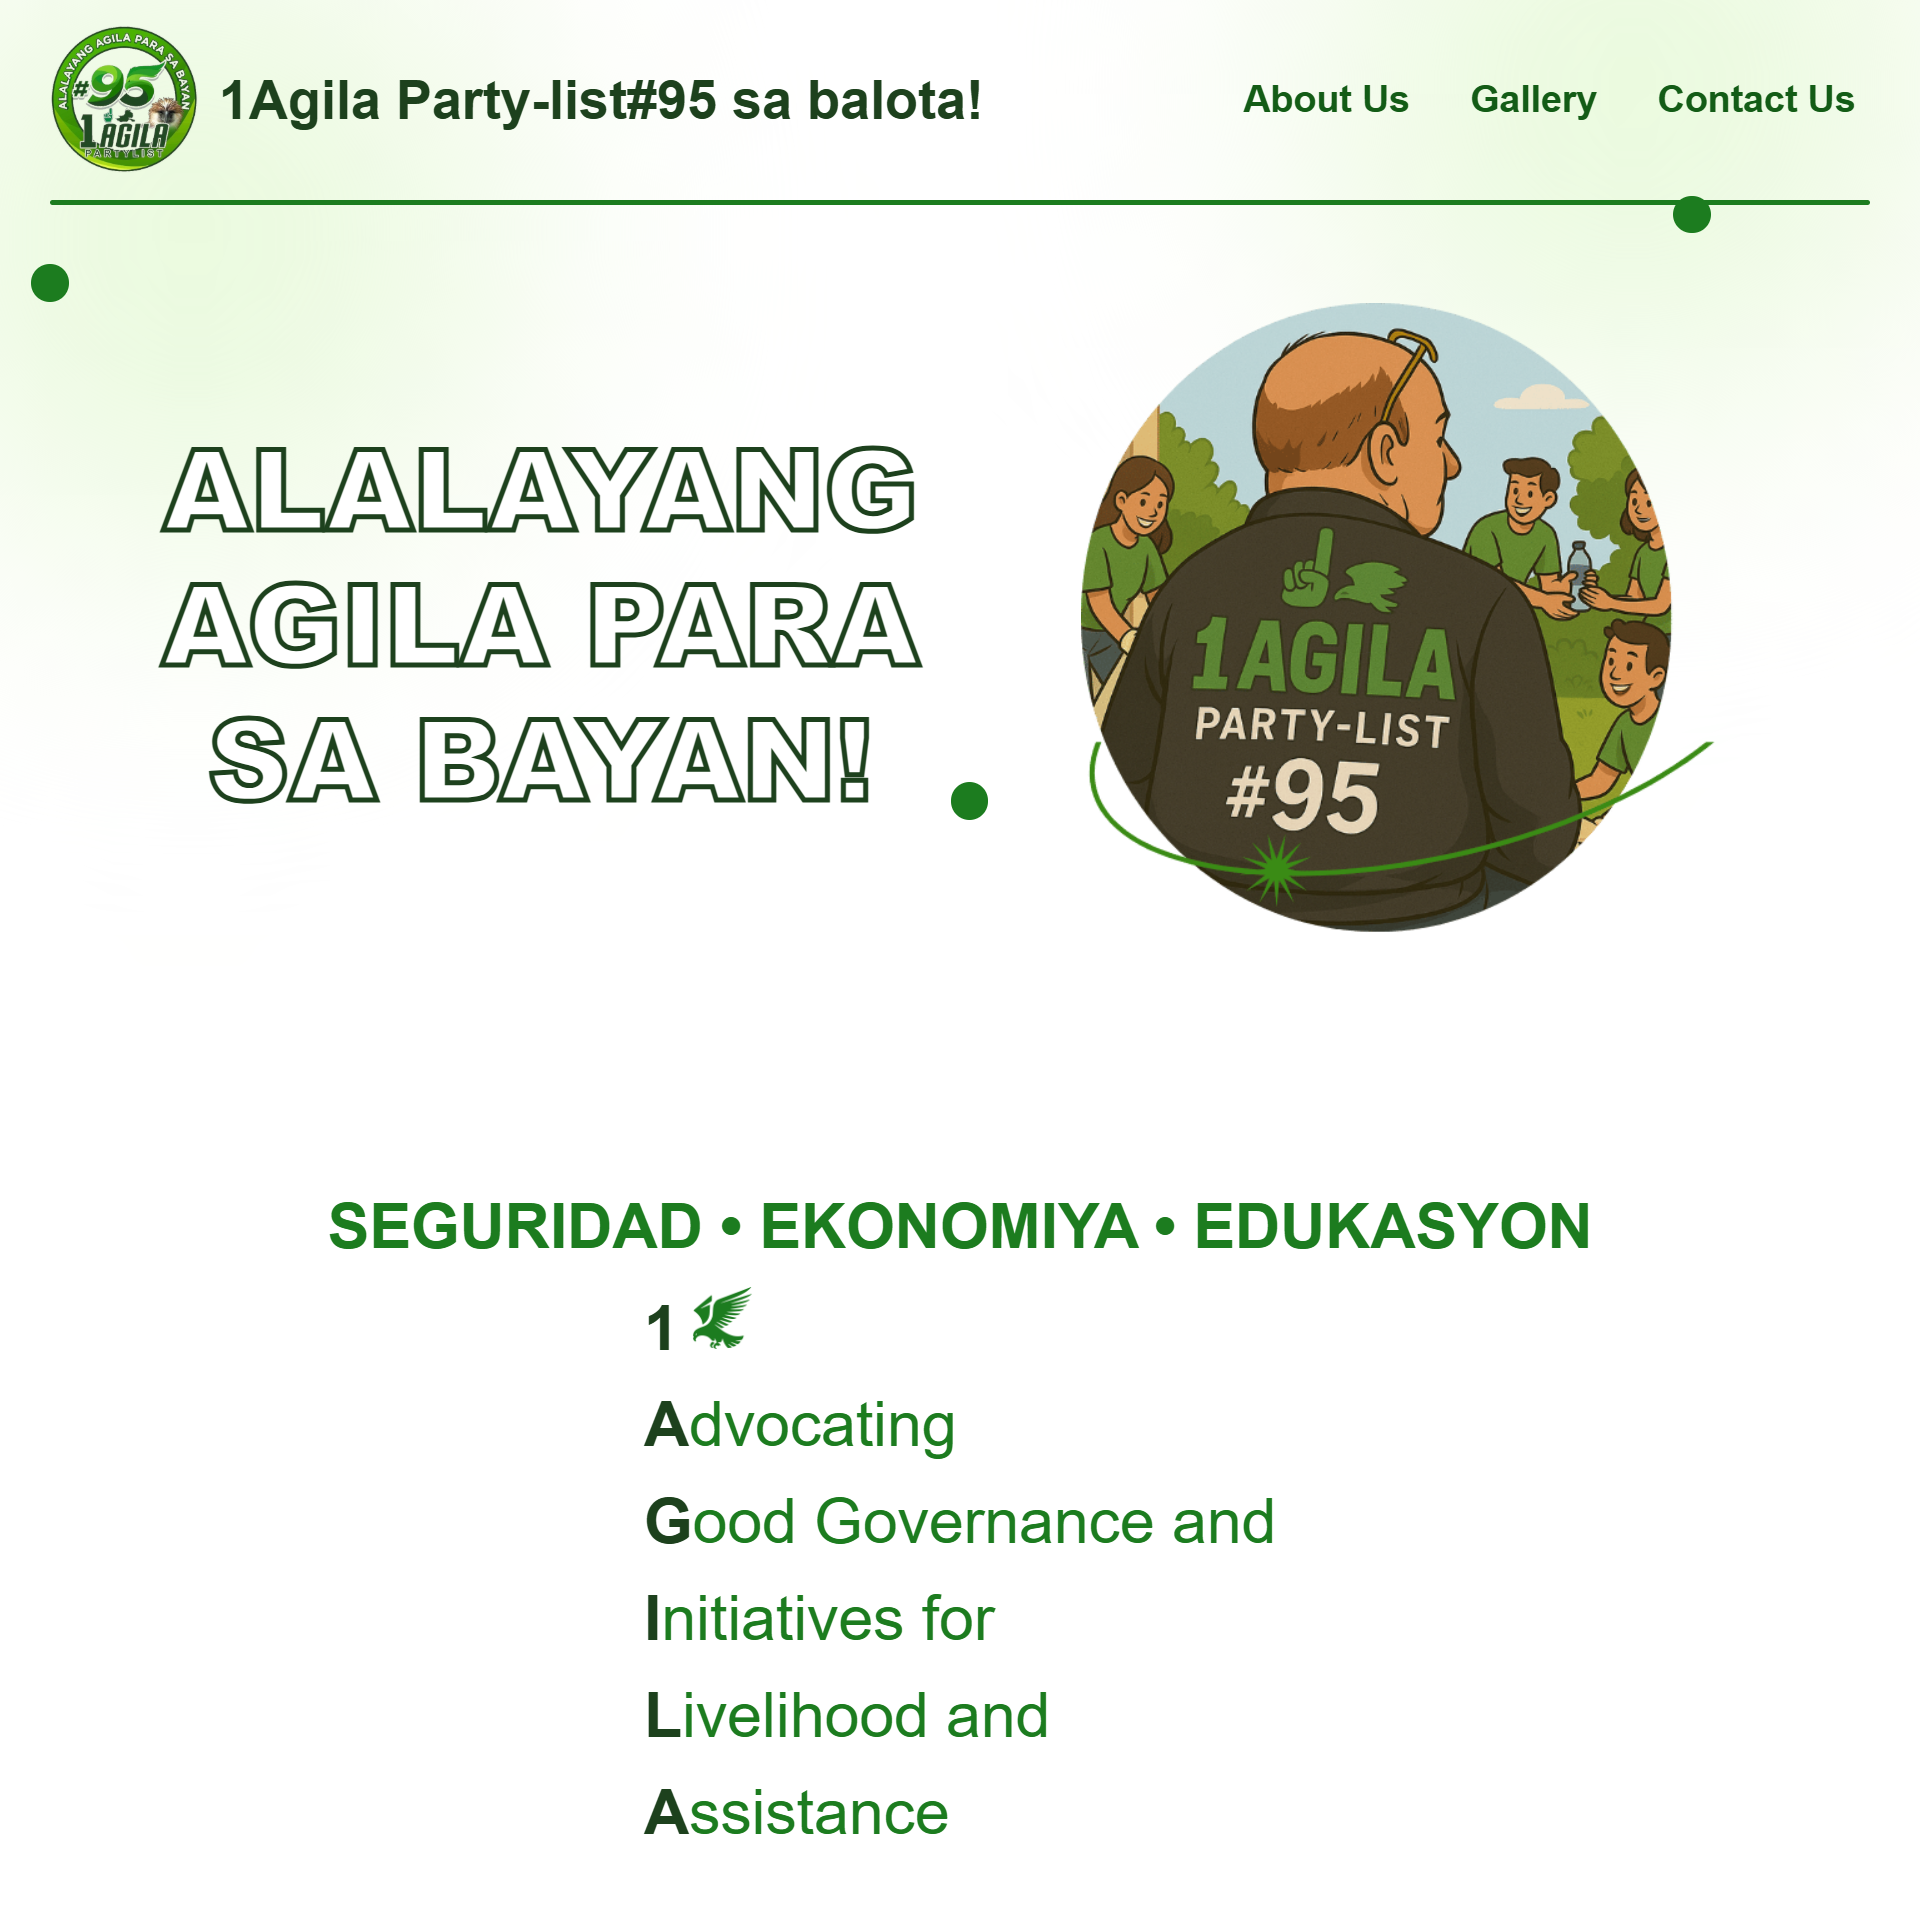 ALALAYANG AGILA PARA SA BAYAN
#95
1AGILA
PARTYLIST
1Agila Party-list#95 sa balota!
About Us
Gallery
Contact Us
ALALAYANG
AGILA PARA
SA BAYAN!
1 AGILA
PARTY-LIST
#95
SEGURIDAD • EKONOMIYA • EDUKASYON
1
Advocating
Good Governance and
Initiatives for
Livelihood and
Assistance